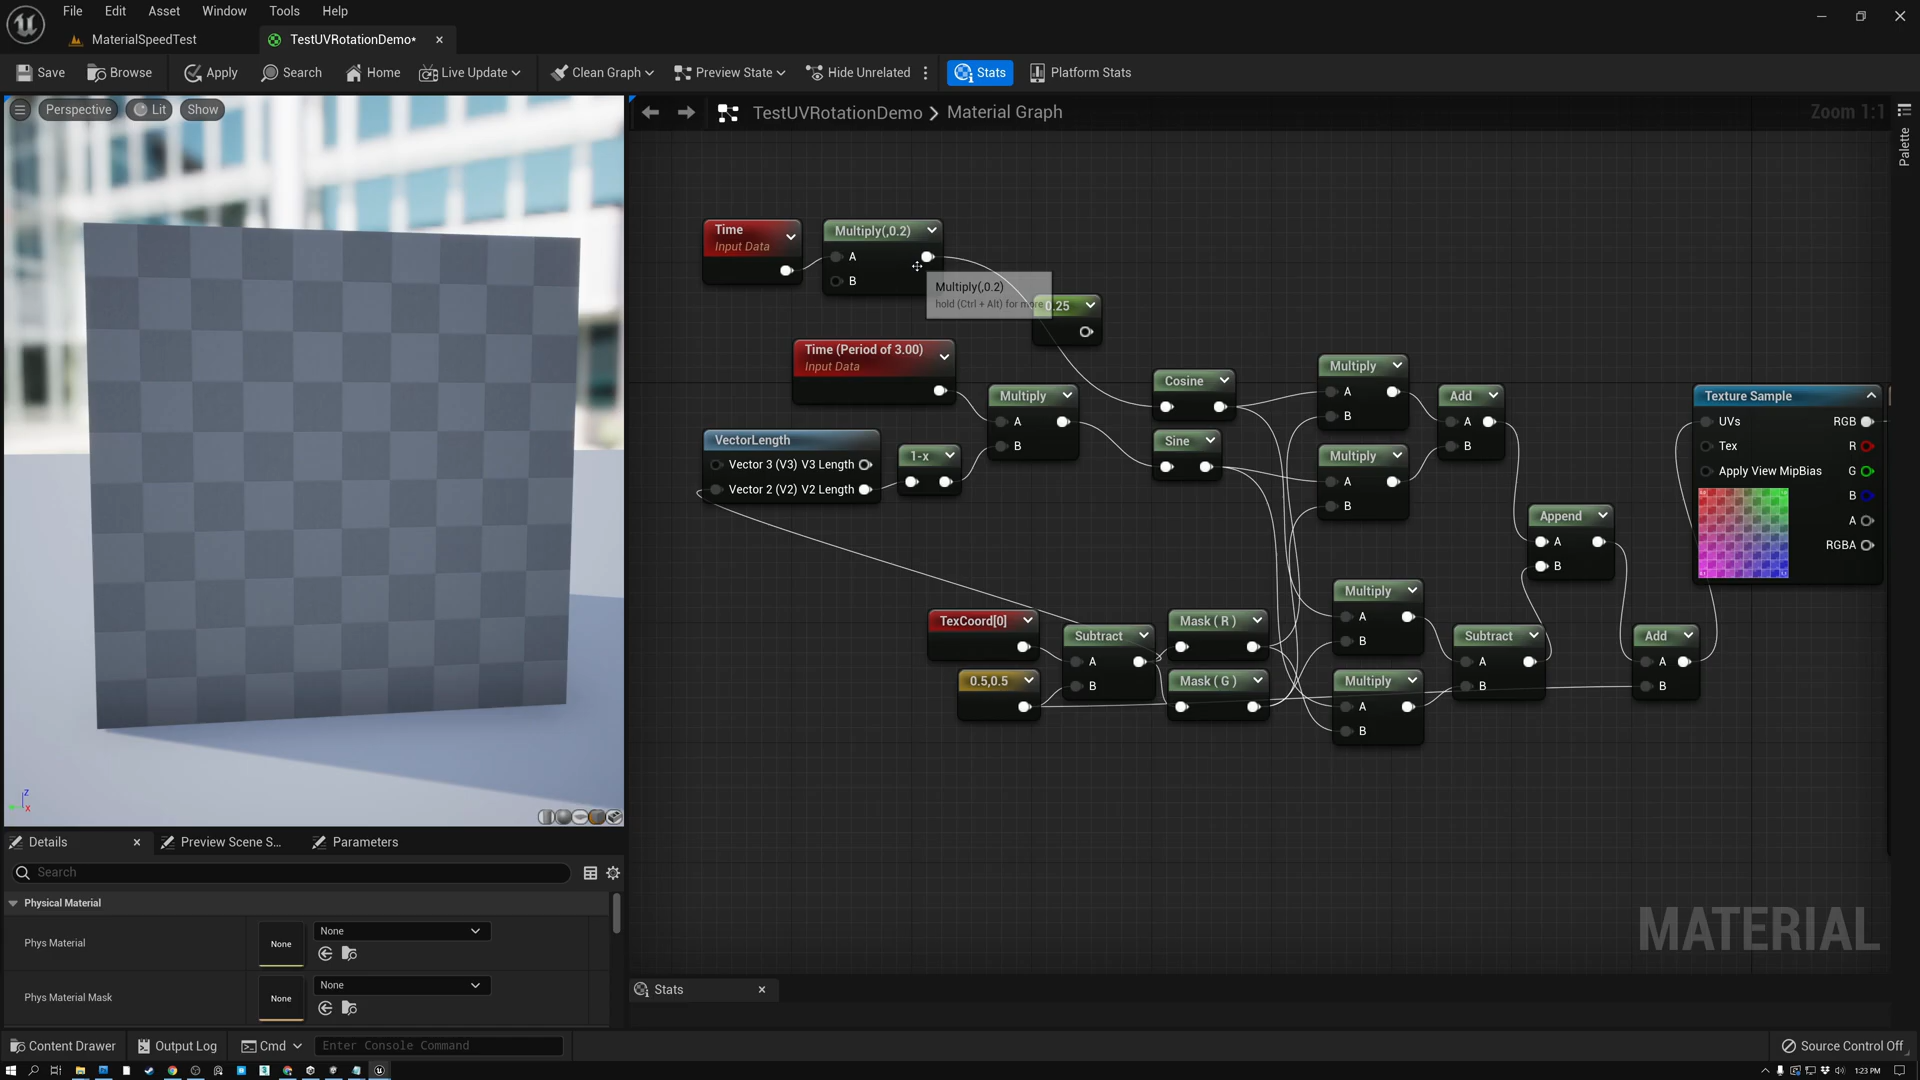 File Edit Asset Window Tools Help
MaterialSpeedTest
TestUVRotationDemo*
Save Browse Apply Search Home Live Update Clean Graph Preview State Hide Unrelated Stats Platform Stats
Perspective Lit Show
TestUVRotationDemo > Material Graph
Zoom 1:1
Palette
Time
Input Data
Multiply(,0.2)
A
B
Multiply(,0.2)
hold (Ctrl + Alt) for more
0.25
Time (Period of 3.00)
Input Data
Multiply
A
B
VectorLength
Vector 3 (V3) V3 Length
Vector 2 (V2) V2 Length
1-x
Cosine
Sine
Multiply
A
B
Multiply
A
B
Add
A
B
Texture Sample
UVs RGB
Tex R
Apply View MipBias G
B
A
RGBA
Append
A
B
TexCoord[0]
0.5,0.5
Subtract
A
B
Mask ( R )
Mask ( G )
Multiply
A
B
Multiply
A
B
Subtract
A
B
Add
A
B
MATERIAL
z
x
Details Preview Scene S... Parameters
Search
Physical Material
Phys Material None None
Phys Material Mask None None
Stats
Content Drawer Output Log Cmd Enter Console Command Source Control Off
1:23 PM